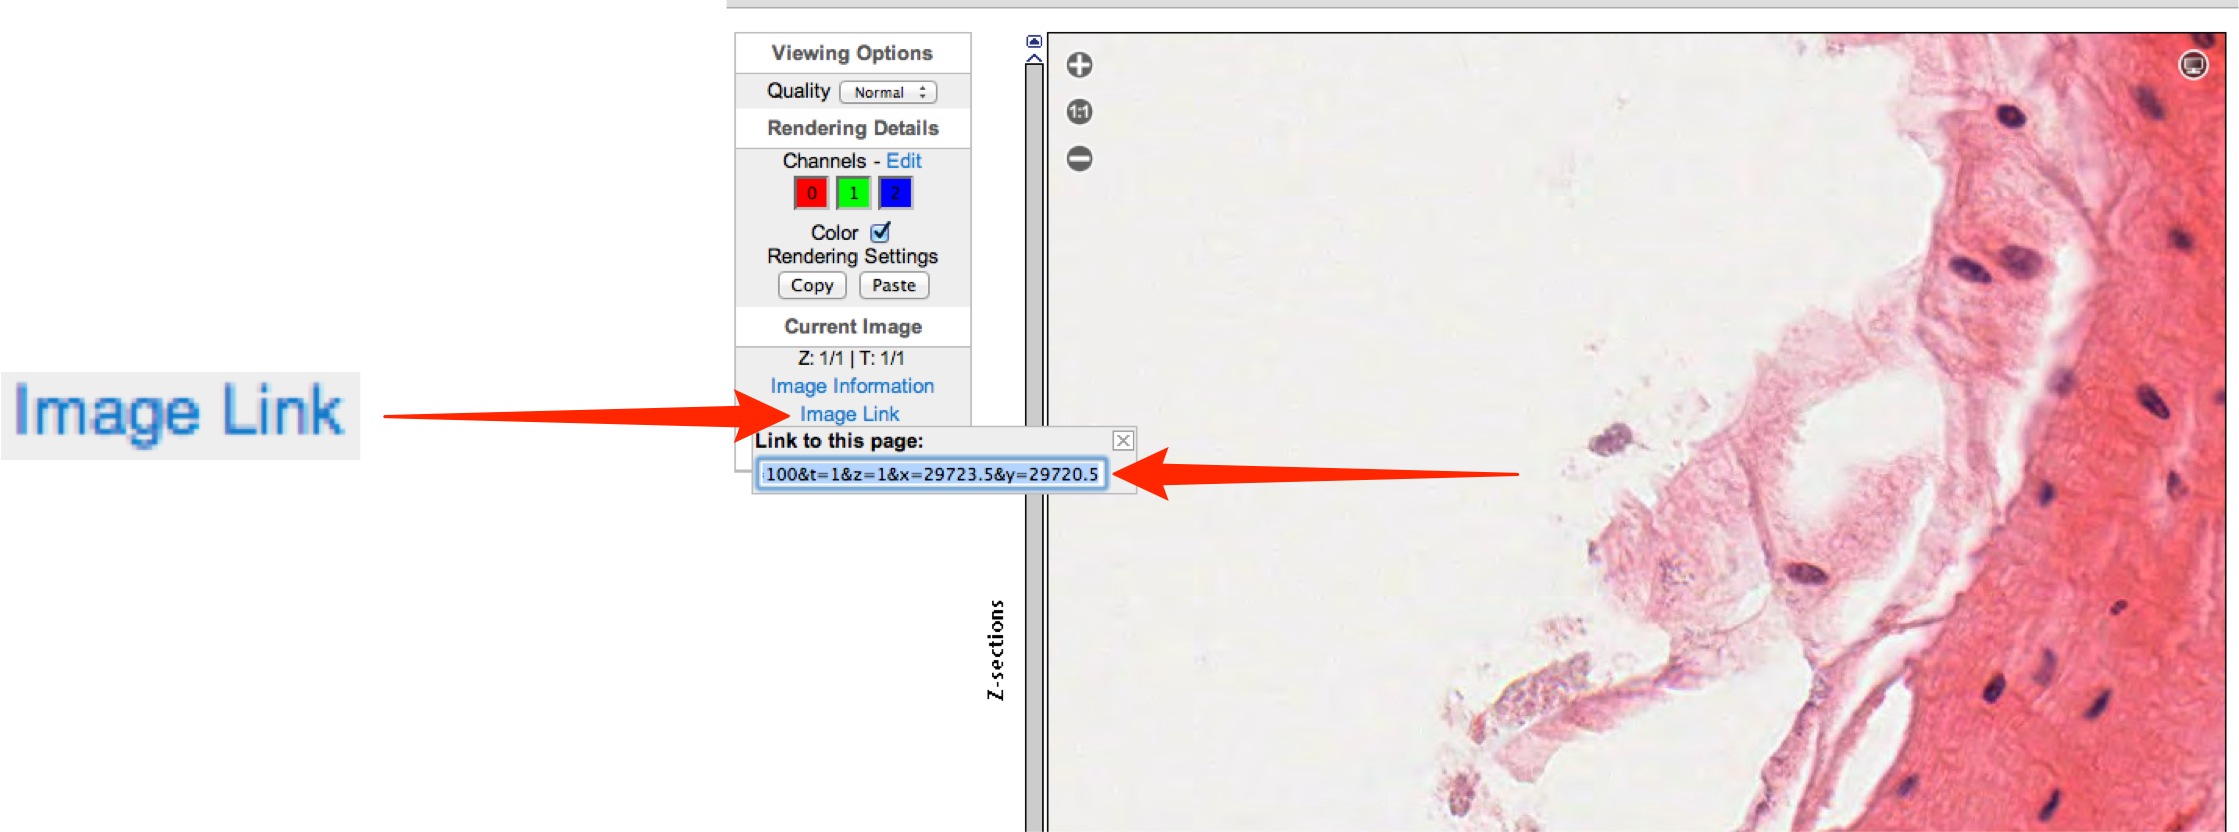 Image Link
Viewing Options
Quality Normal
Rendering Details
Channels - Edit
0 1 2
Color
Rendering Settings
Copy Paste
Current Image
Z: 1/1 | T: 1/1
Image Information
Image Link
Link to this page:
100&t=1&z=1&x=29723.5&y=29720.5
Z-sections
1:1